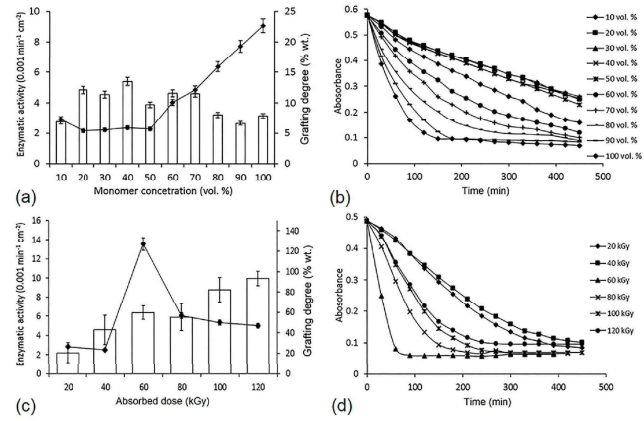 10
8
6
4
2
0
Enzymatic activity (0.001 min⁻¹ cm⁻²)
25
20
15
10
5
0
Grafting degree (% wt.)
10 20 30 40 50 60 70 80 90 100
Monomer concetration (vol. %)
(a)
0.6
0.5
0.4
0.3
0.2
0.1
0
Abosorbance
0 100 200 300 400 500
Time (min)
10 vol. %
20 vol. %
30 vol. %
40 vol. %
50 vol. %
60 vol. %
70 vol. %
80 vol. %
90 vol. %
100 vol. %
(b)
16
14
12
10
8
6
4
2
0
Enzymatic activity (0.001 min⁻¹ cm⁻²)
120
100
80
60
40
20
0
Grafting degree (% wt.)
20 40 60 80 100 120
Absorbed dose (kGy)
(c)
0.5
0.4
0.3
0.2
0.1
0
Abosorbance
0 100 200 300 400 500
Time (min)
20 kGy
40 kGy
60 kGy
80 kGy
100 kGy
120 kGy
(d)